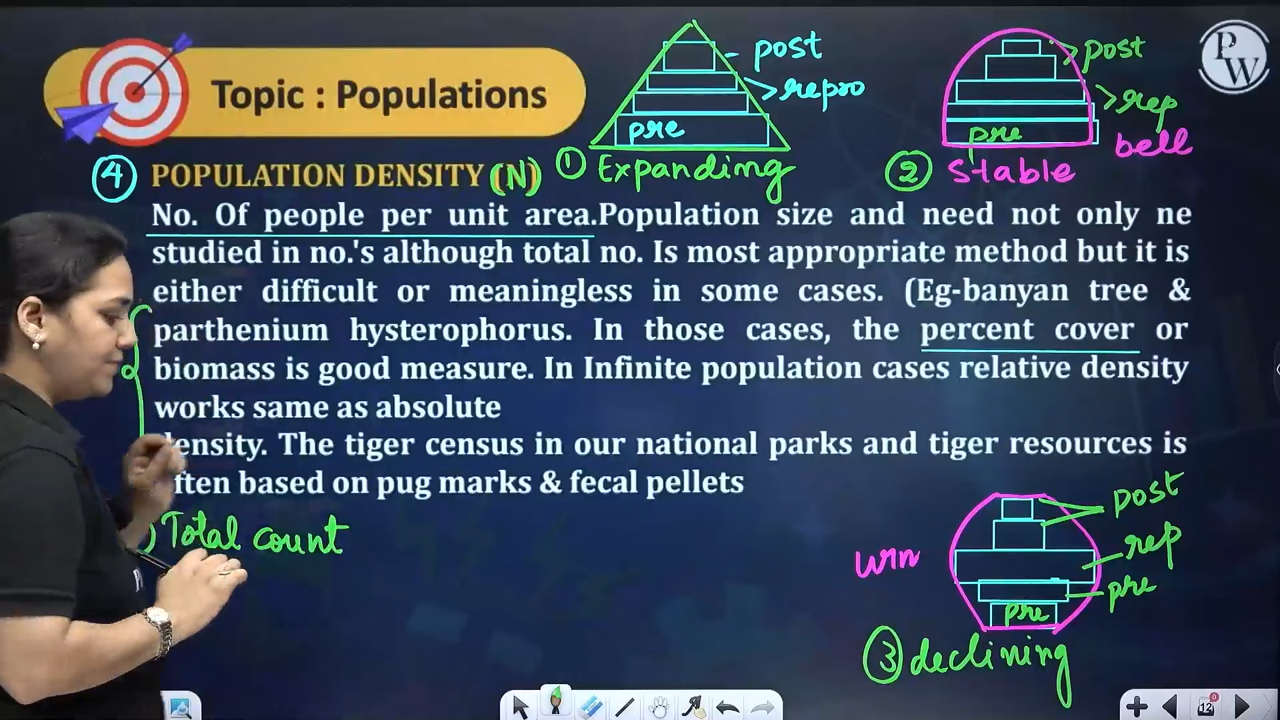 Topic : Populations
post
repro
pre
① Expanding
post
rep
pre
bell
② Stable
PW
④ POPULATION DENSITY (N)
No. Of people per unit area.Population size and need not only ne
studied in no.'s although total no. Is most appropriate method but it is
either difficult or meaningless in some cases. (Eg-banyan tree &
parthenium hysterophorus. In those cases, the percent cover or
biomass is good measure. In Infinite population cases relative density
works same as absolute
density. The tiger census in our national parks and tiger resources is
often based on pug marks & fecal pellets
) Total count
post
rep
pre
pre
urn
③ declining
12